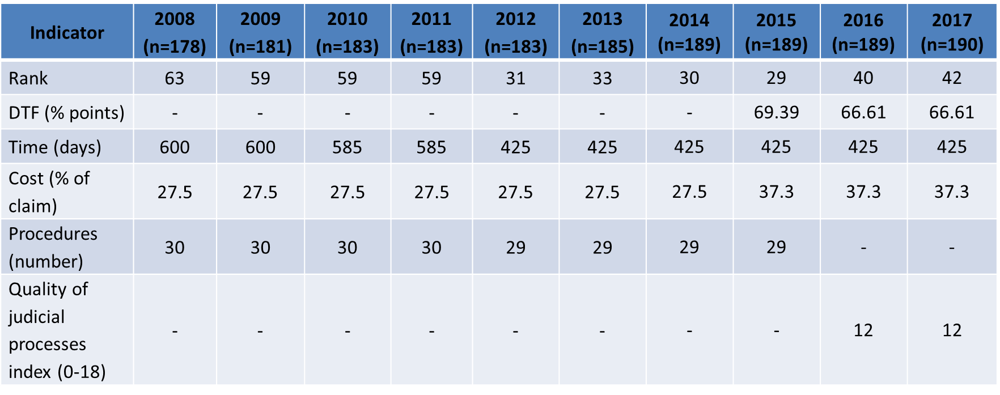 Indicator 2008 (n=178) 2009 (n=181) 2010 (n=183) 2011 (n=183) 2012 (n=183) 2013 (n=185) 2014 (n=189) 2015 (n=189) 2016 (n=189) 2017 (n=190)
Rank 63 59 59 59 31 33 30 29 40 42
DTF (% points) - - - - - - - 69.39 66.61 66.61
Time (days) 600 600 585 585 425 425 425 425 425 425
Cost (% of claim) 27.5 27.5 27.5 27.5 27.5 27.5 27.5 37.3 37.3 37.3
Procedures (number) 30 30 30 30 29 29 29 29 - -
Quality of judicial processes index (0-18) - - - - - - - - 12 12